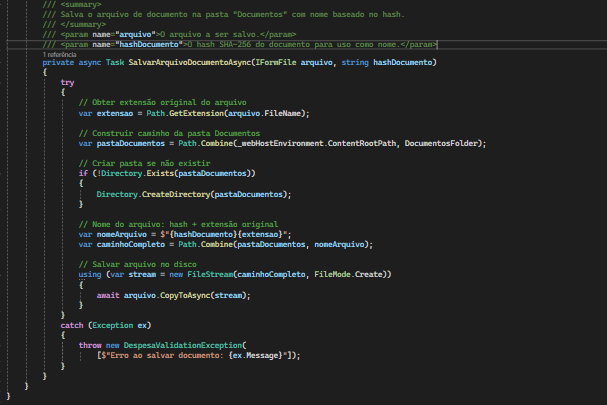 /// <summary>
/// Salva o arquivo de documento na pasta "Documentos" com nome baseado no hash.
/// </summary>
/// <param name="arquivo">O arquivo a ser salvo.</param>
/// <param name="hashDocumento">O hash SHA-256 do documento para uso como nome.</param>
1 referência
private async Task SalvarArquivoDocumentoAsync(IFormFile arquivo, string hashDocumento)
{
try
{
// Obter extensão original do arquivo
var extensao = Path.GetExtension(arquivo.FileName);
// Construir caminho da pasta Documentos
var pastaDocumentos = Path.Combine(_webHostEnvironment.ContentRootPath, DocumentosFolder);
// Criar pasta se não existir
if (!Directory.Exists(pastaDocumentos))
{
Directory.CreateDirectory(pastaDocumentos);
}
// Nome do arquivo: hash + extensão original
var nomeArquivo = $"{hashDocumento}{extensao}";
var caminhoCompleto = Path.Combine(pastaDocumentos, nomeArquivo);
// Salvar arquivo no disco
using (var stream = new FileStream(caminhoCompleto, FileMode.Create))
{
await arquivo.CopyToAsync(stream);
}
}
catch (Exception ex)
{
throw new DespesaValidationException(
[$"Erro ao salvar documento: {ex.Message}"]);
}
}
}
}